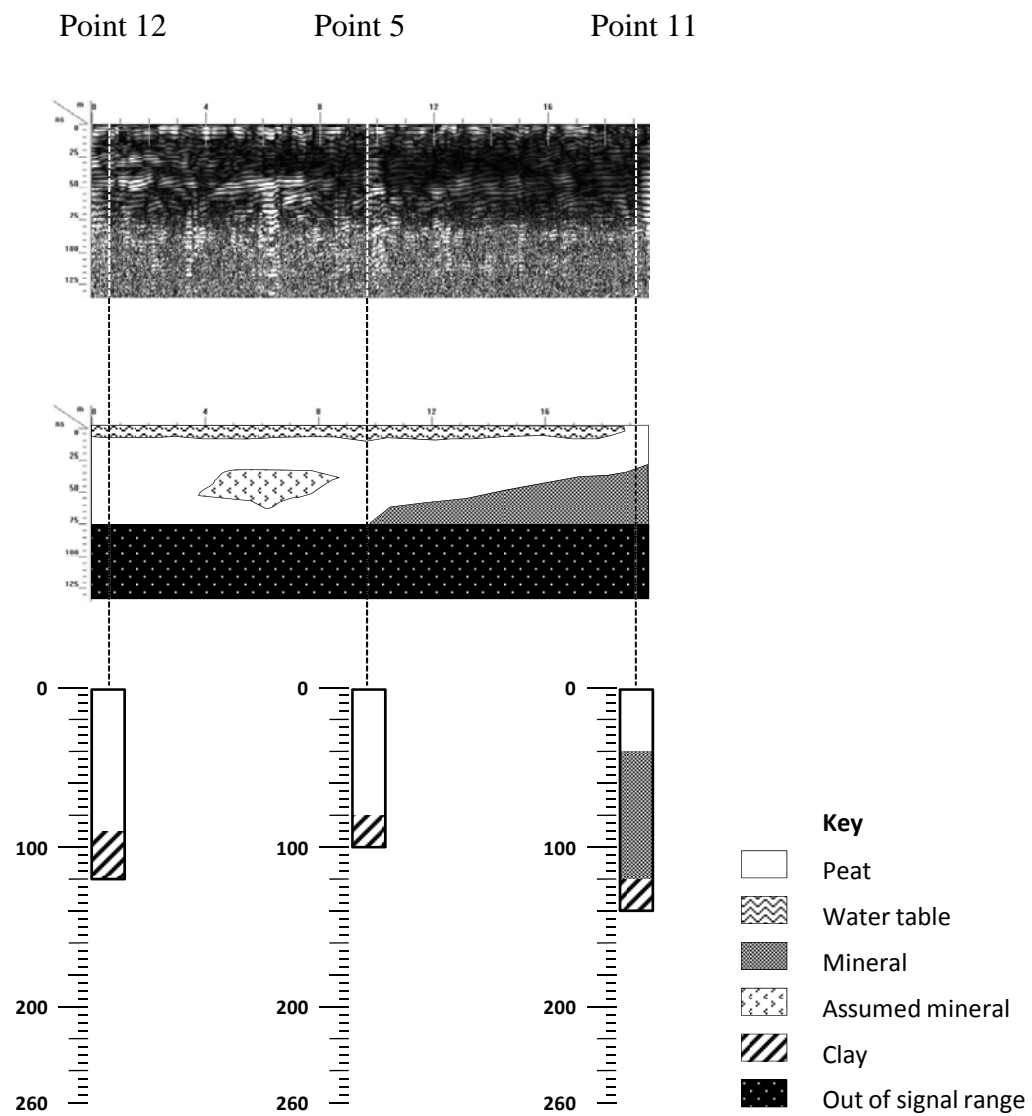 Point 12 Point 5 Point 11
m 0 4 8 12 16
ns 0
25
50
75
100
125
m 0 4 8 12 16
ns 0
25
50
75
100
125
0 0 0
100 100 100
200 200 200
260 260 260
Key
Peat
Water table
Mineral
Assumed mineral
Clay
Out of signal range